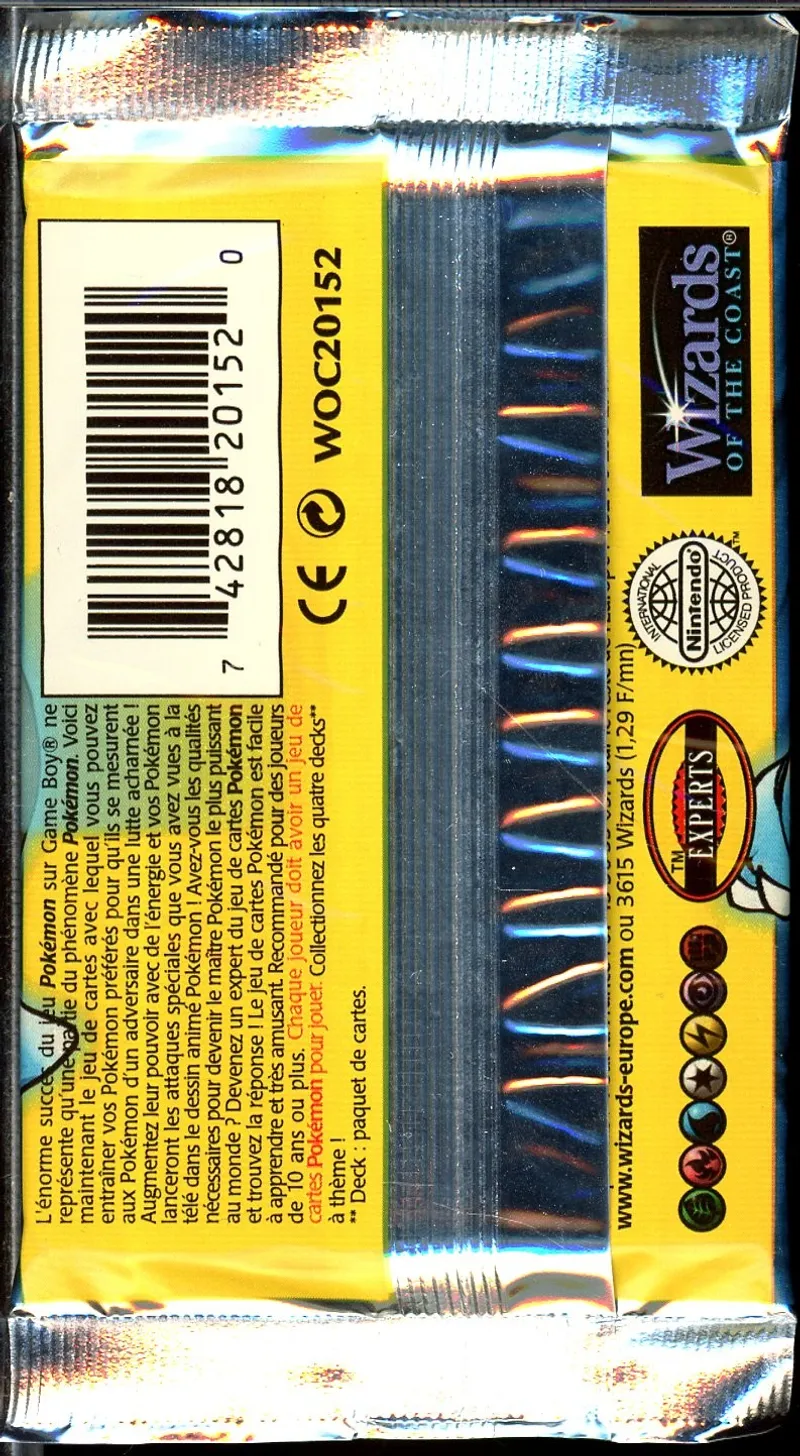 L'énorme succès du jeu Pokémon sur Game Boy® ne
représente qu'une partie du phénomène Pokémon. Voici
maintenant le jeu de cartes avec lequel vous pouvez
entraîner vos Pokémon préférés pour qu'ils se mesurent
aux Pokémon d'un adversaire dans une lutte acharnée !
Augmentez leur pouvoir avec de l'énergie et vos Pokémon
lanceront les attaques spéciales que vous avez vues à la
télé dans le dessin animé Pokémon ! Avez-vous les qualités
nécessaires pour devenir le maître Pokémon le plus puissant
au monde ? Devenez un expert du jeu de cartes Pokémon
et trouvez la réponse ! Le jeu de cartes Pokémon est facile
à apprendre et très amusant. Recommandé pour des joueurs
de 10 ans ou plus. Chaque joueur doit avoir un jeu de
cartes Pokémon pour jouer. Collectionnez les quatre decks**
à thème !
** Deck : paquet de cartes.
7 42818 20152 0
CE WOC20152
www.wizards-europe.com ou 3615 Wizards (1,29 F/mn)
EXPERTS™
INTERNATIONAL
Nintendo®
LICENSED PRODUCT™
Wizards
OF THE COAST®